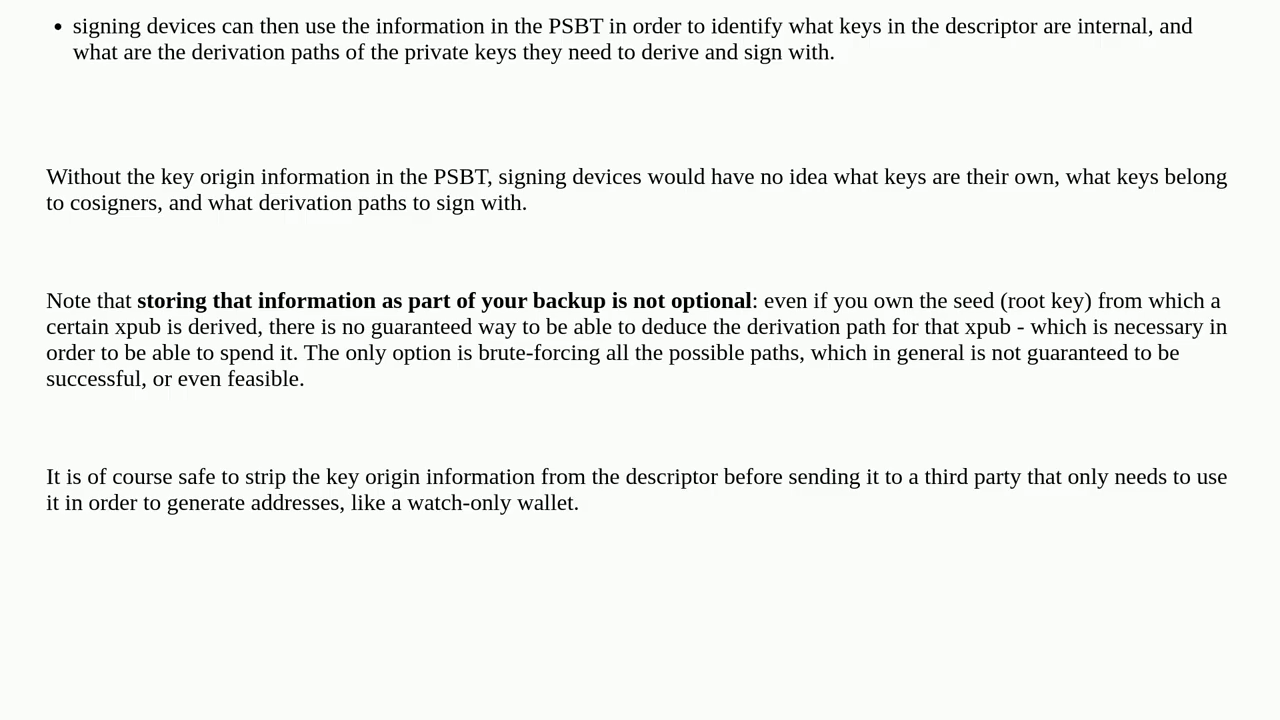 • signing devices can then use the information in the PSBT in order to identify what keys in the descriptor are internal, and
what are the derivation paths of the private keys they need to derive and sign with.
Without the key origin information in the PSBT, signing devices would have no idea what keys are their own, what keys belong
to cosigners, and what derivation paths to sign with.
Note that storing that information as part of your backup is not optional: even if you own the seed (root key) from which a
certain xpub is derived, there is no guaranteed way to be able to deduce the derivation path for that xpub - which is necessary in
order to be able to spend it. The only option is brute-forcing all the possible paths, which in general is not guaranteed to be
successful, or even feasible.
It is of course safe to strip the key origin information from the descriptor before sending it to a third party that only needs to use
it in order to generate addresses, like a watch-only wallet.